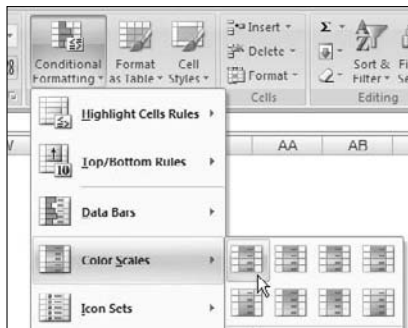 Conditional
Formatting
Format
as Table
Cell
Styles
Insert
Delete
Format
Cells
Σ
Sort &
Filter
Editing
Highlight Cells Rules
Top/Bottom Rules
Data Bars
Color Scales
Icon Sets
AA
AB